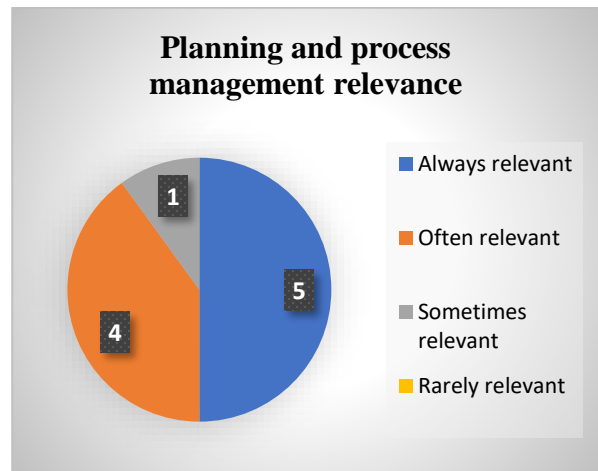 Planning and process
management relevance
1
5
4
Always relevant
Often relevant
Sometimes
relevant
Rarely relevant